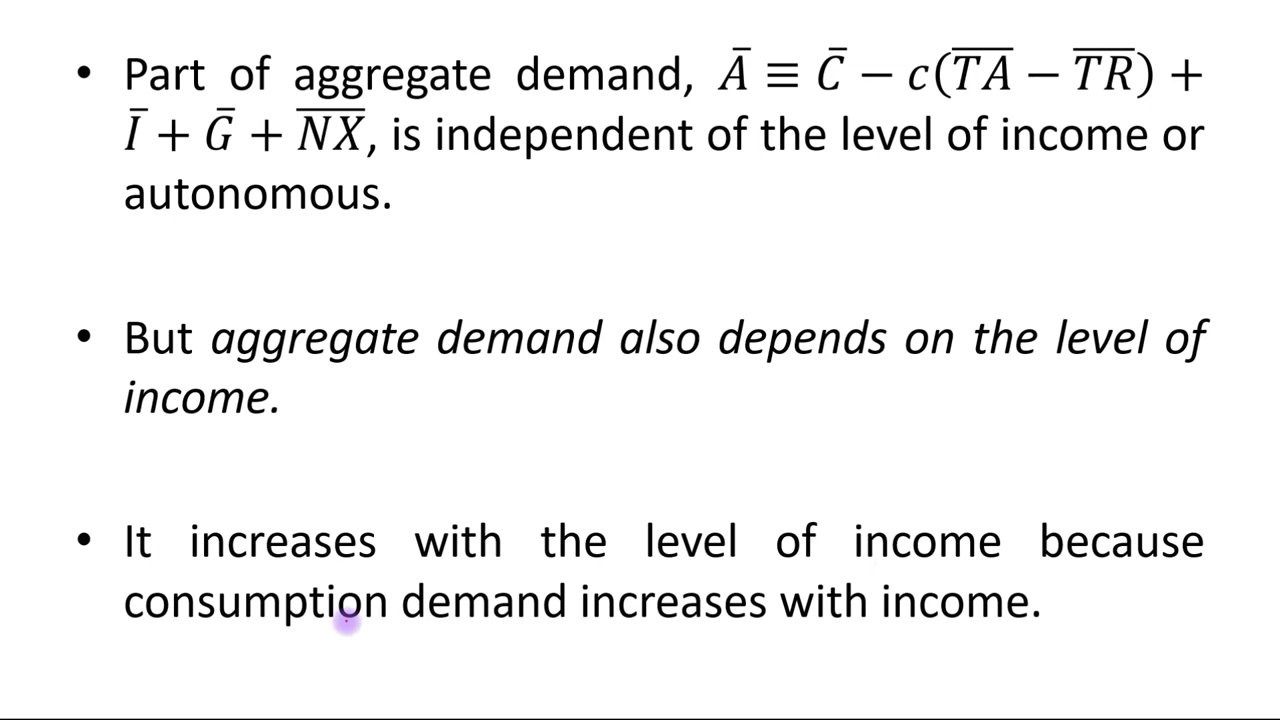 • Part of aggregate demand, Ā ≡ C̄ − c(T̅A̅ − T̅R̅) +
Ī + Ḡ + N̅X̅, is independent of the level of income or
autonomous.
• But aggregate demand also depends on the level of
income.
• It increases with the level of income because
consumption demand increases with income.